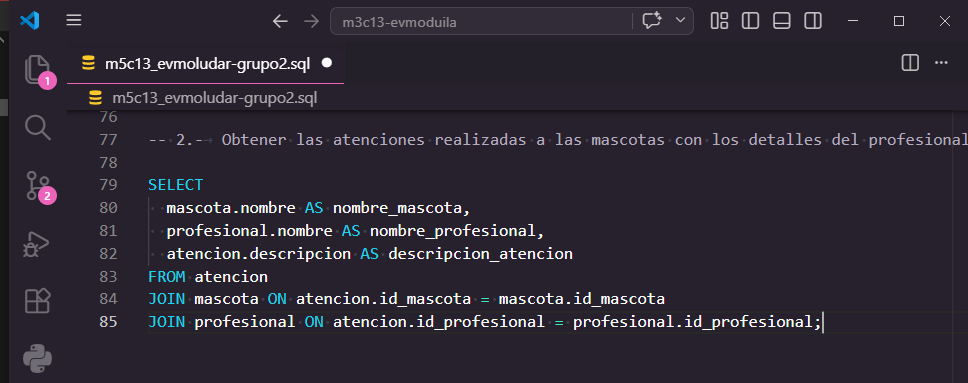 m3c13-evmoduila
m5c13_evmoludar-grupo2.sql
m5c13_evmoludar-grupo2.sql
1
2
76
77 -- 2.- Obtener las atenciones realizadas a las mascotas con los detalles del profesional
78
79 SELECT
80 mascota.nombre AS nombre_mascota,
81 profesional.nombre AS nombre_profesional,
82 atencion.descripcion AS descripcion_atencion
83 FROM atencion
84 JOIN mascota ON atencion.id_mascota = mascota.id_mascota
85 JOIN profesional ON atencion.id_profesional = profesional.id_profesional;